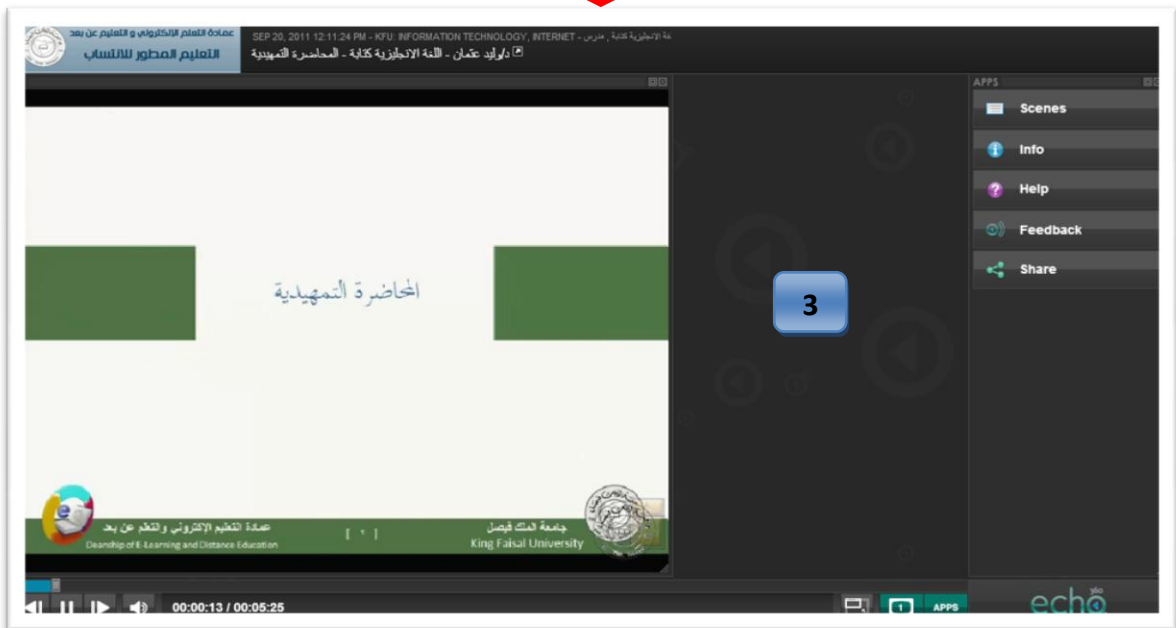 عمادة التعلم الإلكتروني و التعليم عن بعد
التعليم المطور للانتساب
SEP 20, 2011 12:11:24 PM - KFU: INFORMATION TECHNOLOGY, INTERNET - غة الانجليزية كتابة , مدرس
د/وليد عثمان - اللغة الانجليزية كتابة - المحاضرة التمهيدية
APPS
Scenes
Info
Help
Feedback
Share
المحاضرة التمهيدية
3
عمادة التعليم الإلكتروني والتعلم عن بعد
Deanship of E-Learning and Distance Education
[ ٢ ]
جامعة الملك فيصل
King Faisal University
00:00:13 / 00:05:25
1
APPS
echo